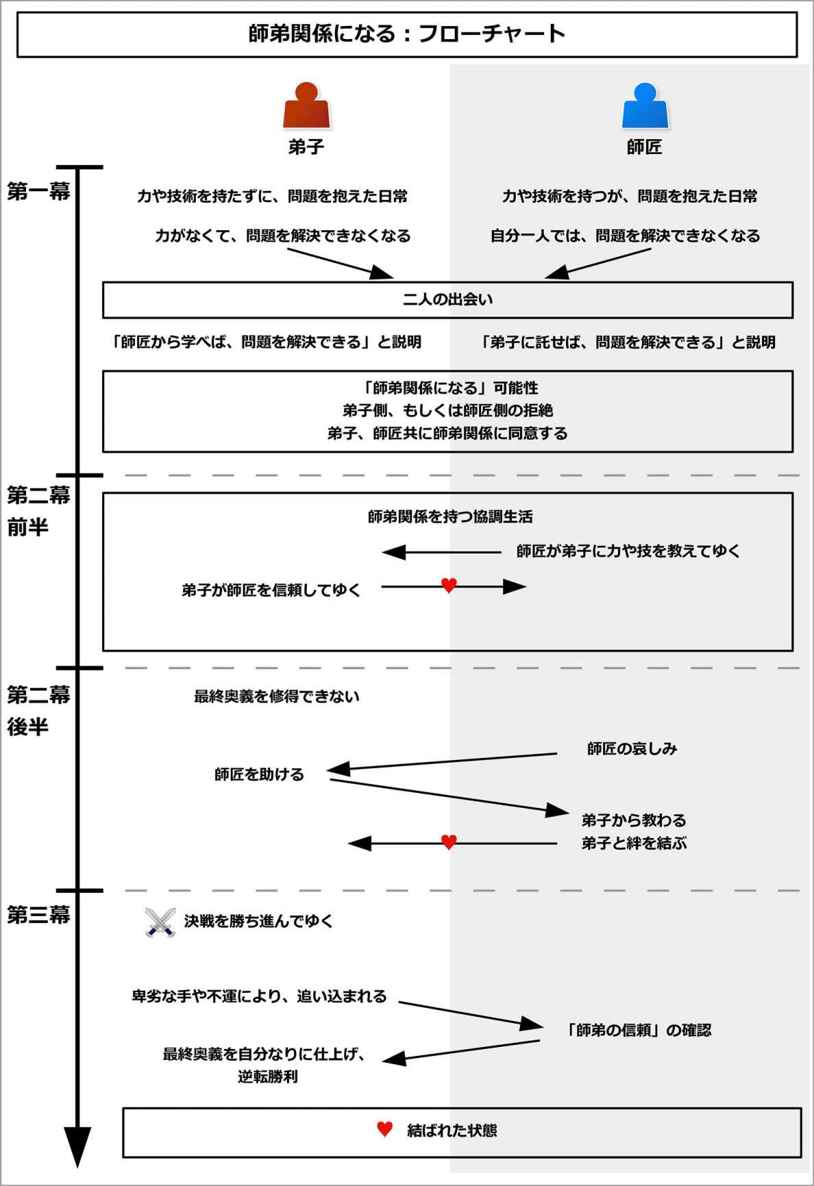 師弟関係になる：フローチャート
弟子
師匠
第一幕
力や技術を持たずに、問題を抱えた日常
力や技術を持つが、問題を抱えた日常
力がなくて、問題を解決できなくなる
自分一人では、問題を解決できなくなる
二人の出会い
「師匠から学べば、問題を解決できる」と説明
「弟子に託せば、問題を解決できる」と説明
「師弟関係になる」可能性
弟子側、もしくは師匠側の拒絶
弟子、師匠共に師弟関係に同意する
第二幕
前半
師弟関係を持つ協調生活
師匠が弟子に力や技を教えてゆく
弟子が師匠を信頼してゆく
第二幕
後半
最終奥義を修得できない
師匠の哀しみ
師匠を助ける
弟子から教わる
弟子と絆を結ぶ
第三幕
決戦を勝ち進んでゆく
卑劣な手や不運により、追い込まれる
「師弟の信頼」の確認
最終奥義を自分なりに仕上げ、
逆転勝利
結ばれた状態